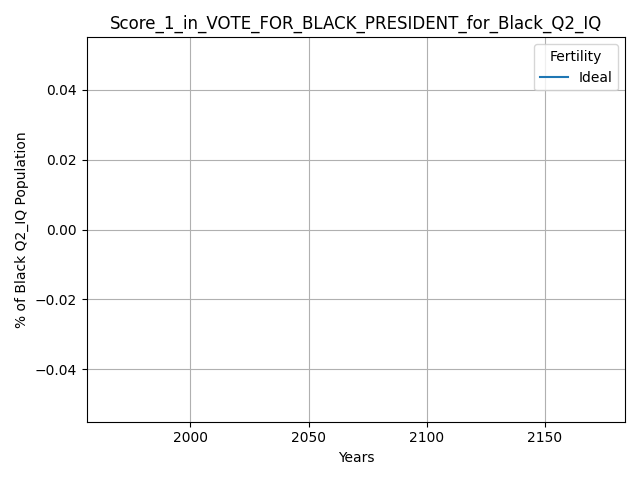 Score_1_in_VOTE_FOR_BLACK_PRESIDENT_for_Black_Q2_IQ
Fertility
Ideal
0.04
0.02
0.00
−0.02
−0.04
% of Black Q2_IQ Population
2000
2050
2100
2150
Years